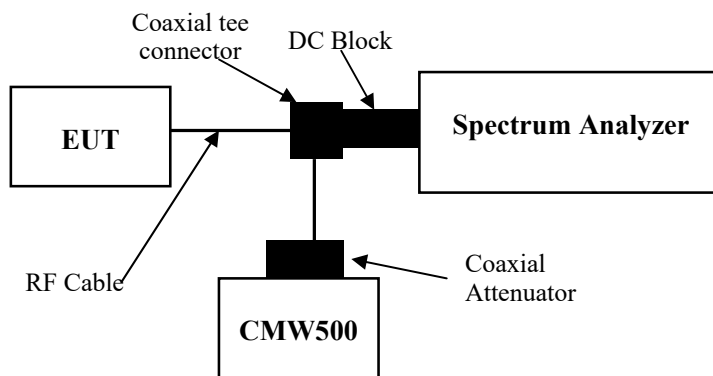 Coaxial tee
connector
DC Block
EUT
Spectrum Analyzer
RF Cable
Coaxial
Attenuator
CMW500